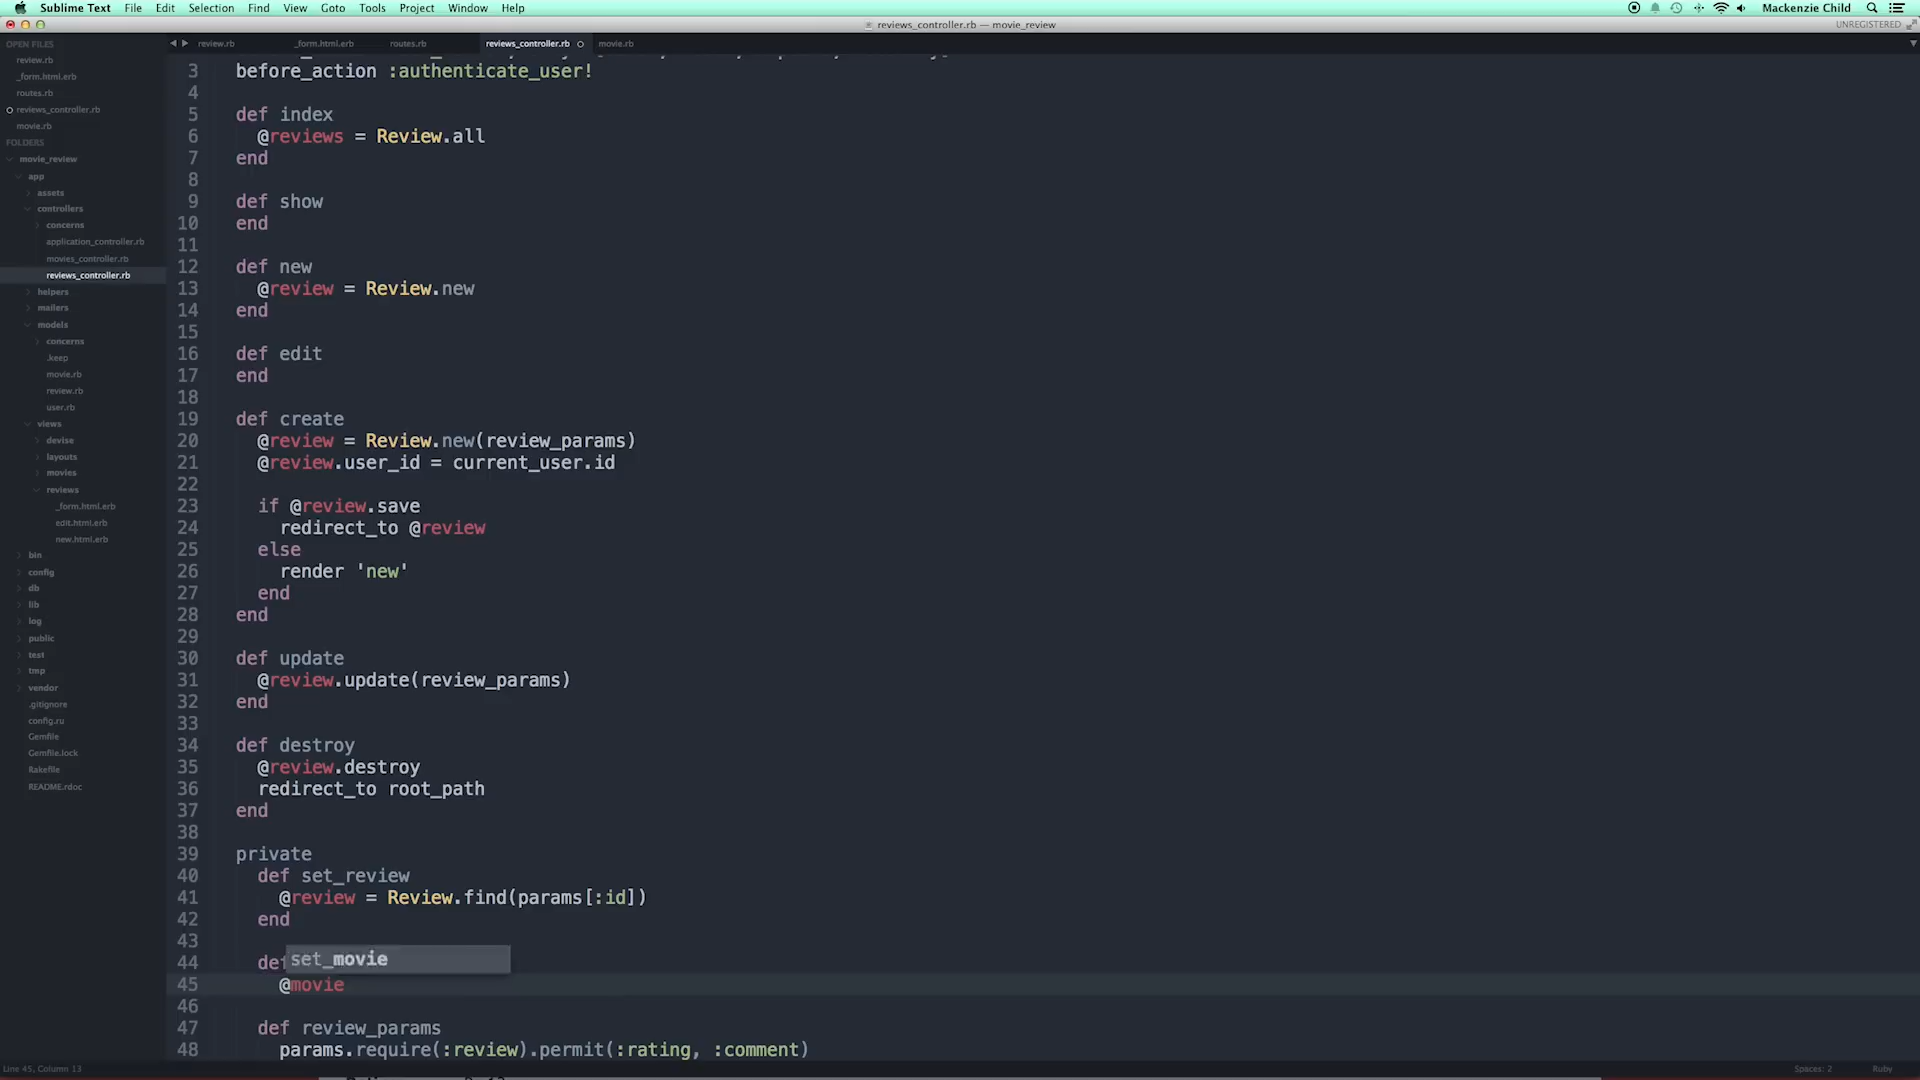 Sublime Text File Edit Selection Find View Goto Tools Project Window Help Mackenzie Child
reviews_controller.rb — movie_review
UNREGISTERED
OPEN FILES
review.rb
_form.html.erb
routes.rb
reviews_controller.rb
movie.rb
FOLDERS
movie_review
app
assets
controllers
concerns
application_controller.rb
movies_controller.rb
reviews_controller.rb
helpers
mailers
models
concerns
.keep
movie.rb
review.rb
user.rb
views
devise
layouts
movies
reviews
_form.html.erb
edit.html.erb
new.html.erb
bin
config
db
lib
log
public
test
tmp
vendor
.gitignore
config.ru
Gemfile
Gemfile.lock
Rakefile
README.rdoc
review.rb _form.html.erb routes.rb reviews_controller.rb movie.rb
3 before_action :authenticate_user!
4
5 def index
6 @reviews = Review.all
7 end
8
9 def show
10 end
11
12 def new
13 @review = Review.new
14 end
15
16 def edit
17 end
18
19 def create
20 @review = Review.new(review_params)
21 @review.user_id = current_user.id
22
23 if @review.save
24 redirect_to @review
25 else
26 render 'new'
27 end
28 end
29
30 def update
31 @review.update(review_params)
32 end
33
34 def destroy
35 @review.destroy
36 redirect_to root_path
37 end
38
39 private
40 def set_review
41 @review = Review.find(params[:id])
42 end
43
44 def set_movie
45 @movie
46
47 def review_params
48 params.require(:review).permit(:rating, :comment)
Line 45, Column 13
Spaces: 2 Ruby